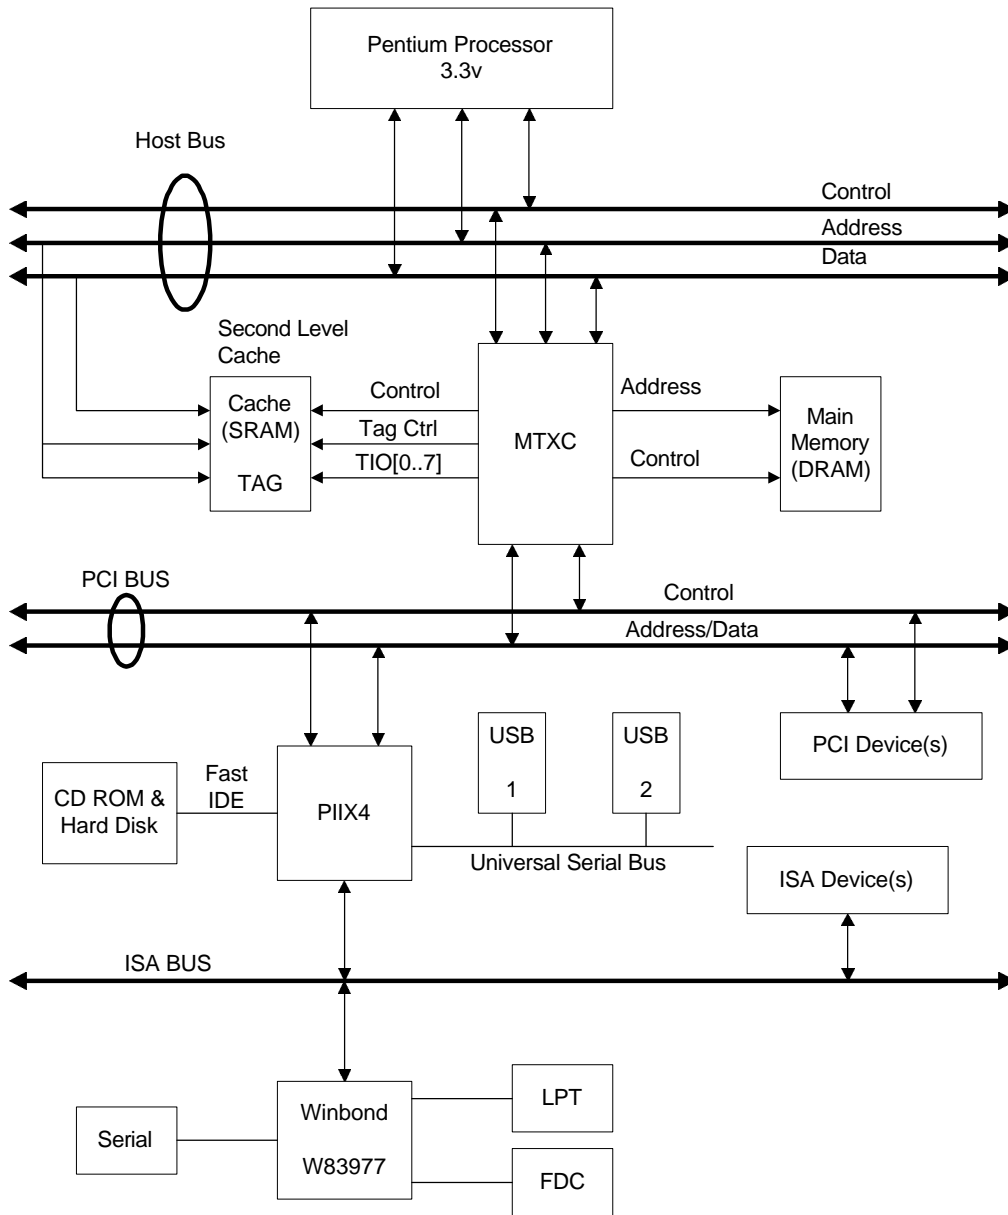 Pentium Processor
3.3v
Host Bus
Control
Address
Data
Second Level
Cache
Cache
(SRAM)
TAG
Control
Tag Ctrl
TIO[0..7]
MTXC
Address
Control
Main
Memory
(DRAM)
PCI BUS
Control
Address/Data
CD ROM &
Hard Disk
Fast
IDE
PIIX4
USB
1
USB
2
Universal Serial Bus
PCI Device(s)
ISA Device(s)
ISA BUS
Serial
Winbond
W83977
LPT
FDC